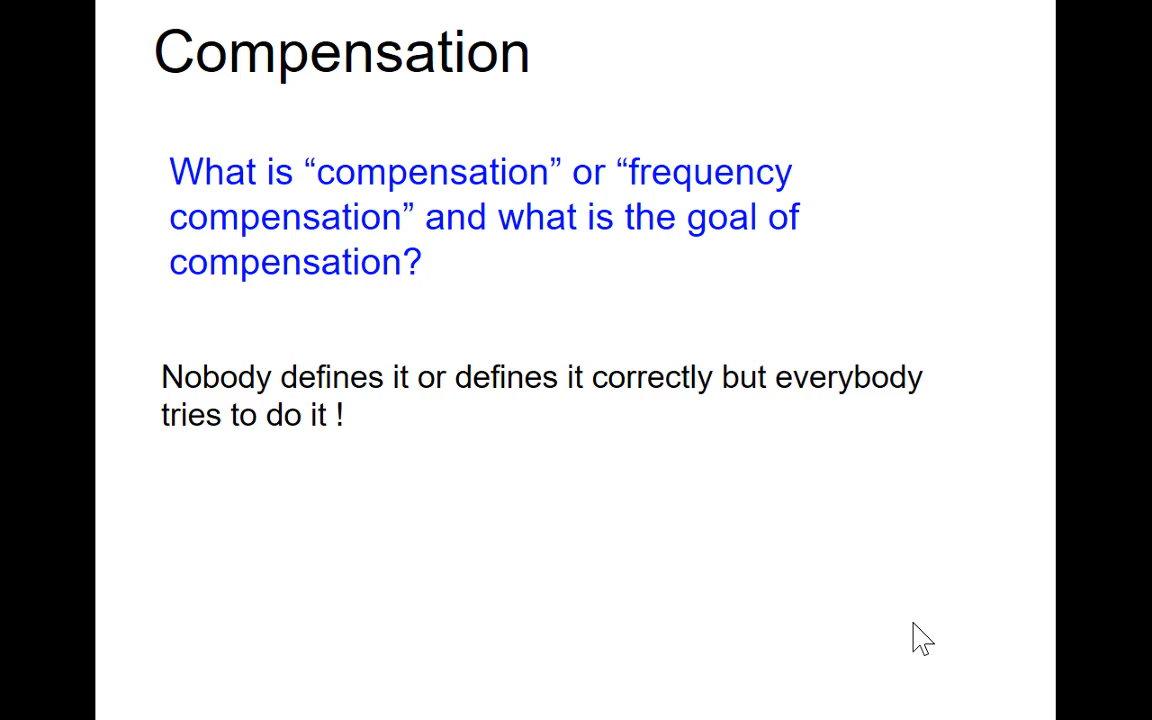 Compensation
What is “compensation” or “frequency
compensation” and what is the goal of
compensation?
Nobody defines it or defines it correctly but everybody
tries to do it !